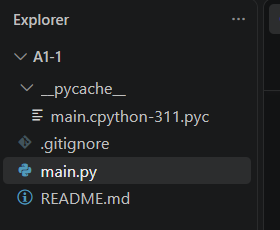 Explorer
A1-1
__pycache__
main.cpython-311.pyc
.gitignore
main.py
README.md